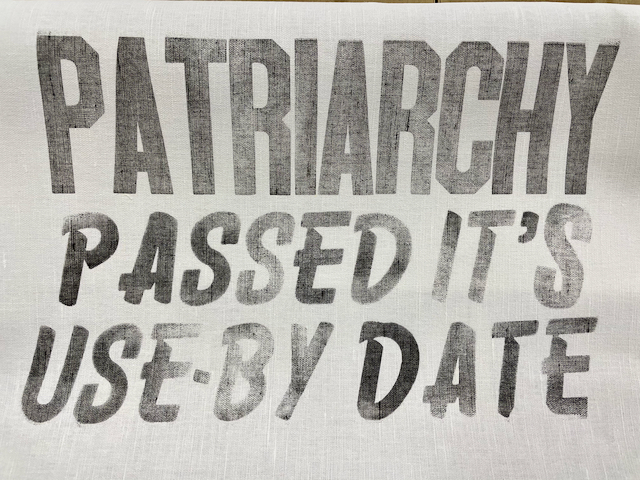 PATRIARCHY
PASSED IT'S
USE-BY DATE